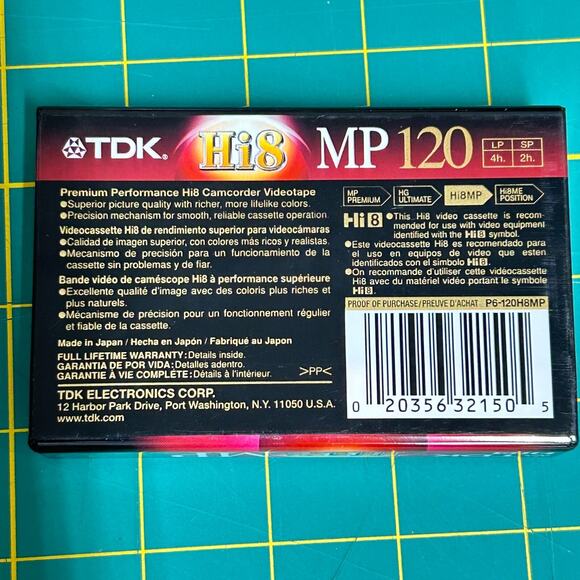 TDK Hi8 MP 120
LP SP
4h. 2h.
Premium Performance Hi8 Camcorder Videotape
●Superior picture quality with richer, more lifelike colors.
●Precision mechanism for smooth, reliable cassette operation.
Videocassette Hi8 de rendimiento superior para videocámaras
●Calidad de imagen superior, con colores más ricos y realistas.
●Mecanismo de precisión para un funcionamiento de la
cassette sin problemas y de fiar.
Bande vidéo de caméscope Hi8 à performance supérieure
●Excellente qualité d'image avec des coloris plus riches et
plus naturels.
●Mécanisme de précision pour un fonctionnement régulier
et fiable de la cassette.
Made in Japan / Hecha en Japón / Fabriqué au Japon
FULL LIFETIME WARRANTY: Details inside.
GARANTIA DE POR VIDA: Detalles adentro.
GARANTIE À VIE COMPLÈTE: Détails à l'intérieur.
>PP<
TDK ELECTRONICS CORP.
12 Harbor Park Drive, Port Washington, N.Y. 11050 U.S.A.
www.tdk.com
MP PREMIUM
HG ULTIMATE
Hi8MP
Hi8ME POSITION
Hi8 ●This Hi8 video cassette is recom-
mended for use with video equipment
identified with the Hi8 symbol.
●Este videocassette Hi8 es recomendado para
el uso en equipos de video que esten
identificados con el simbolo Hi8.
●On recommande d'utiliser cette vidéocassette
Hi8 avec du matériel vidéo portant le symbole
Hi8.
PROOF OF PURCHASE/PREUVE D'ACHAT P6-120H8MP
0 20356 32150 5